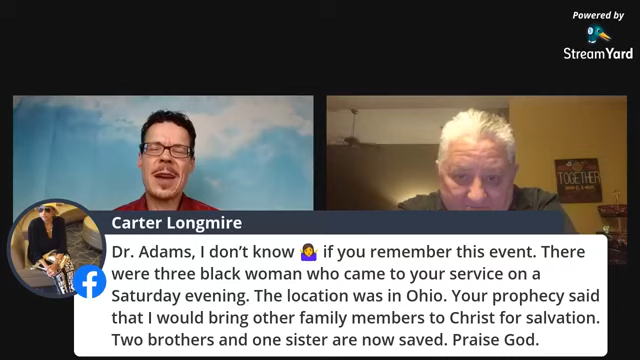 Powered by
StreamYard
TOGETHER
Carter Longmire
Dr. Adams, I don’t know 🤷‍♀️ if you remember this event. There
were three black woman who came to your service on a
Saturday evening. The location was in Ohio. Your prophecy said
that I would bring other family members to Christ for salvation.
Two brothers and one sister are now saved. Praise God.